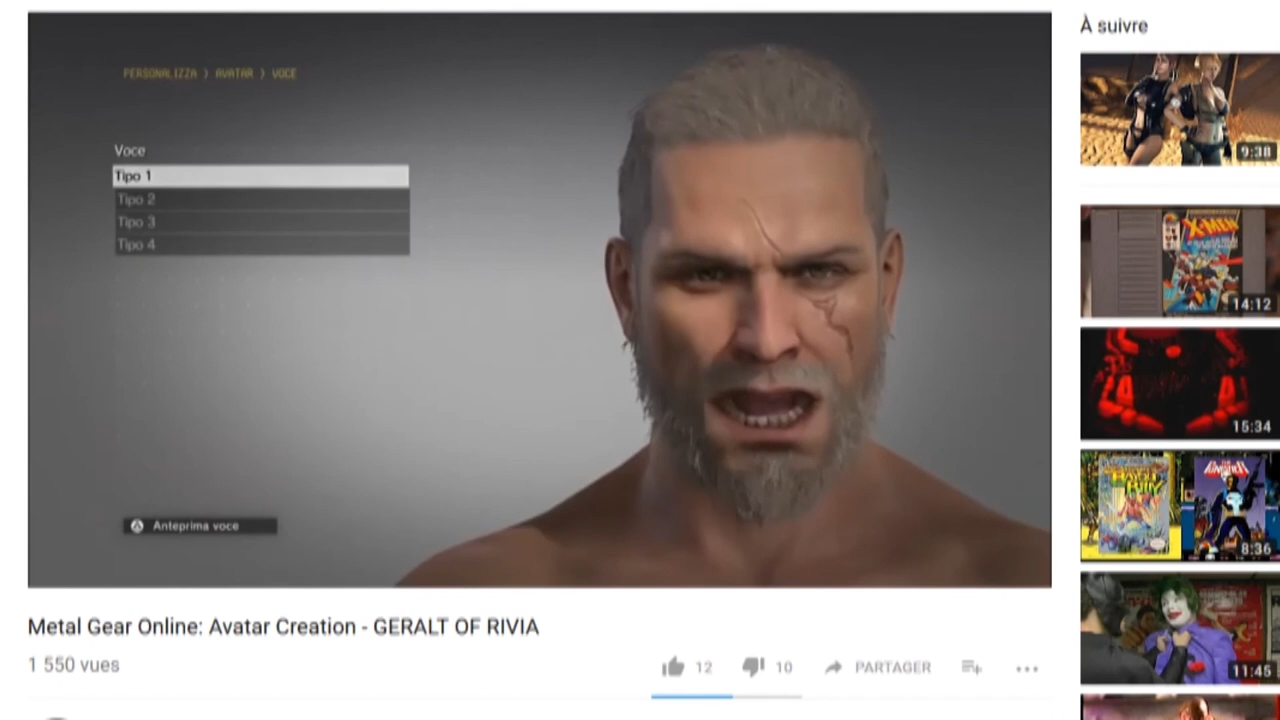 À suivre
PERSONALIZZA > AVATAR > VOCE
Voce
Tipo 1
Tipo 2
Tipo 3
Tipo 4
Anteprima voce
9:38
X-MEN
14:12
15:34
8:36
11:45
Metal Gear Online: Avatar Creation - GERALT OF RIVIA
1 550 vues
12 10 PARTAGER